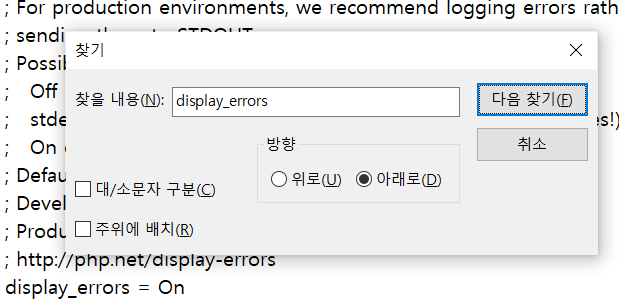 ; For production environments, we recommend logging errors rath
; sendi
찾기
; Possib
찾을 내용(N): display_errors 다음 찾기(F)
; Off
; stde es!)
취소
; On
방향
; Defau
위로(U) 아래로(D)
대/소문자 구분(C)
; Devel
; Produ
주위에 배치(R)
; http://php.net/display-errors
display_errors = On